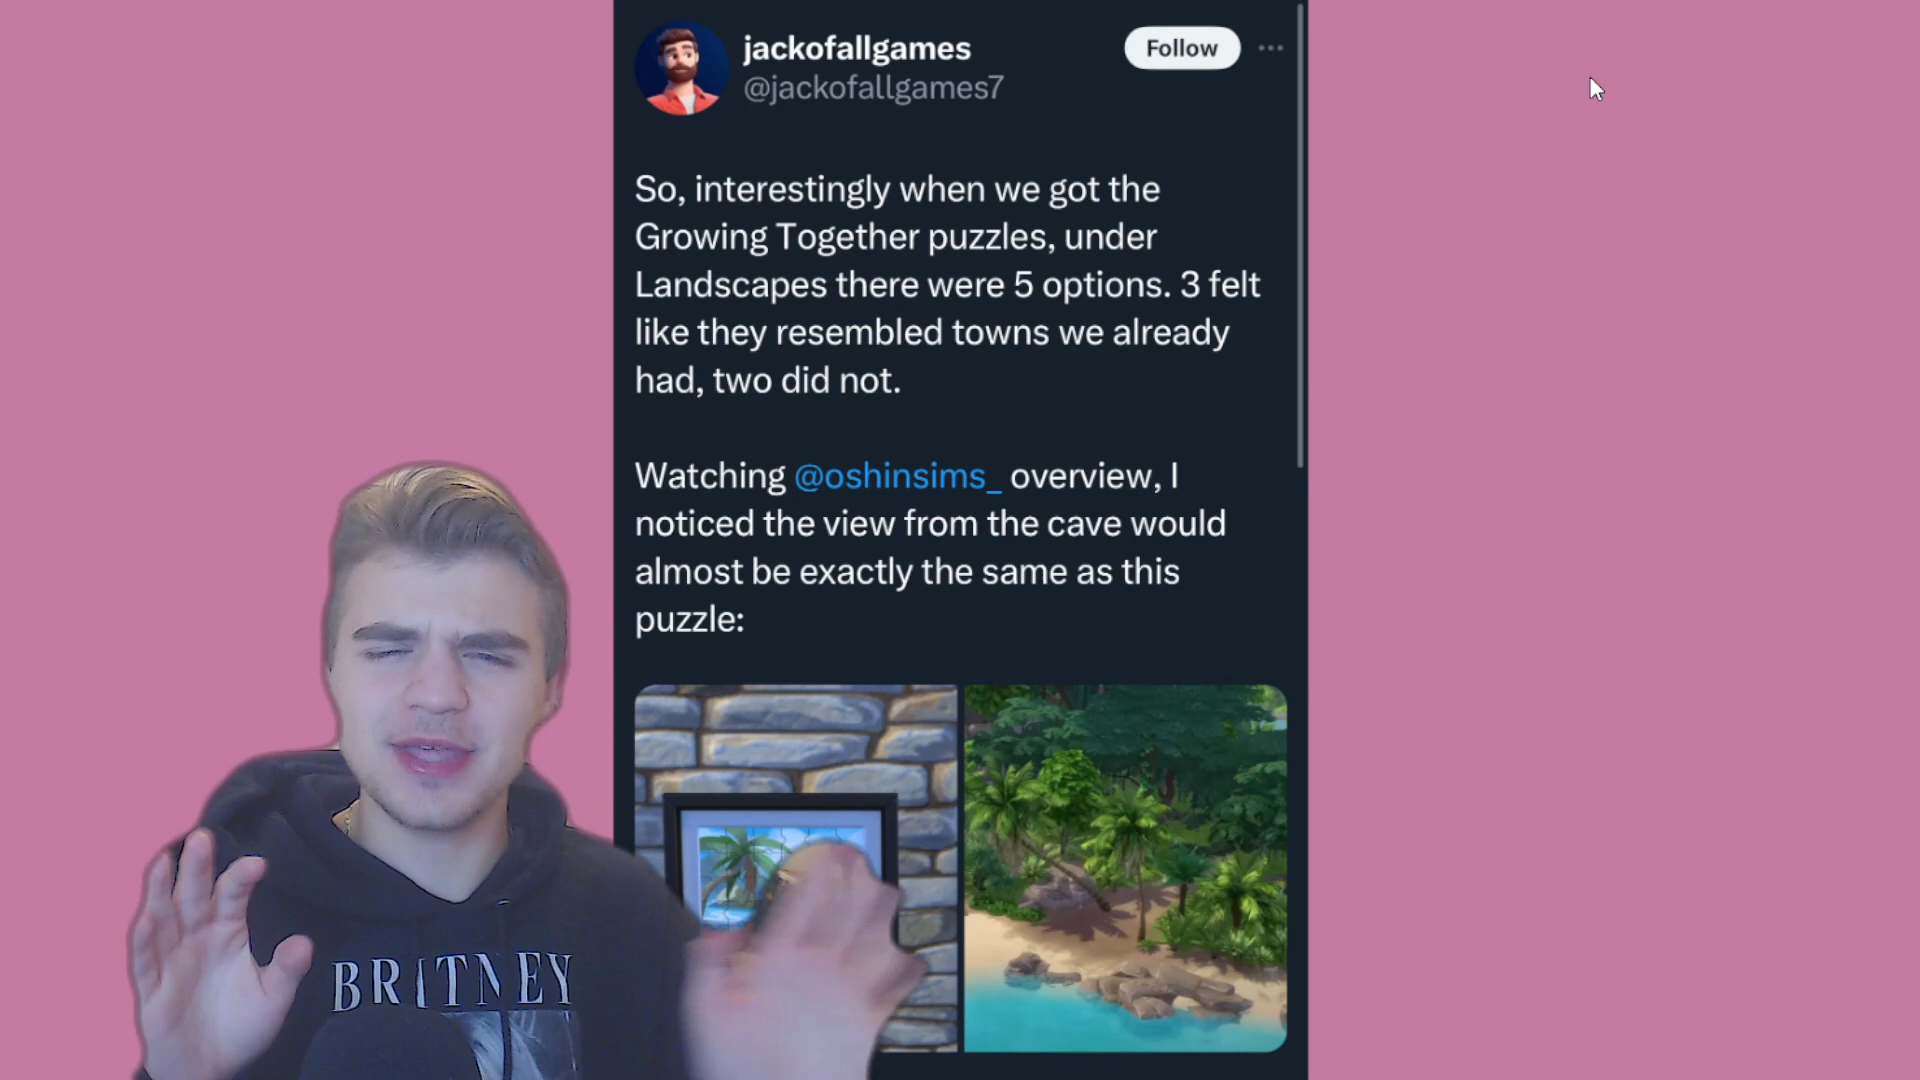 jackofallgames
@jackofallgames7
Follow
So, interestingly when we got the
Growing Together puzzles, under
Landscapes there were 5 options. 3 felt
like they resembled towns we already
had, two did not.
Watching @oshinsims_ overview, I
noticed the view from the cave would
almost be exactly the same as this
puzzle:
BRITNEY